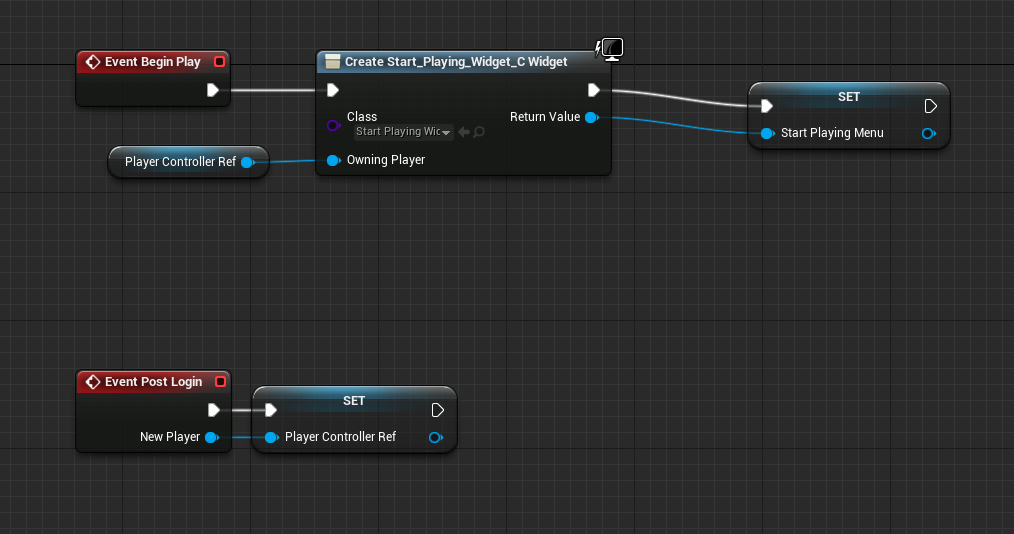 Event Begin Play
Create Start_Playing_Widget_C Widget
Class
Start Playing Wic
Return Value
Owning Player
Player Controller Ref
SET
Start Playing Menu
Event Post Login
New Player
SET
Player Controller Ref